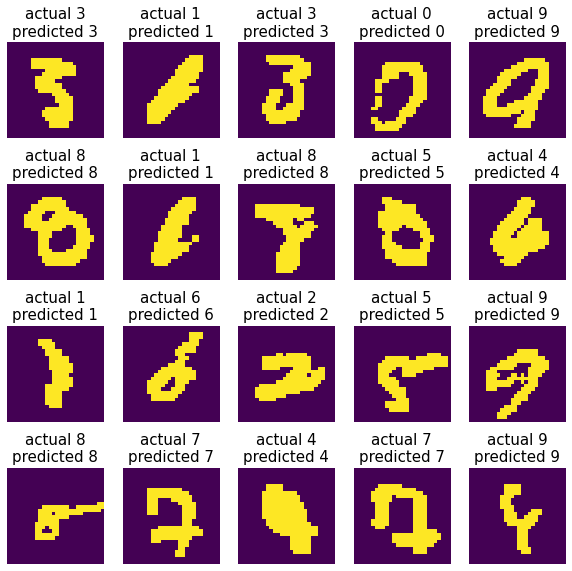 actual 3 actual 1 actual 3 actual 0 actual 9
predicted 3 predicted 1 predicted 3 predicted 0 predicted 9
actual 8 actual 1 actual 8 actual 5 actual 4
predicted 8 predicted 1 predicted 8 predicted 5 predicted 4
actual 1 actual 6 actual 2 actual 5 actual 9
predicted 1 predicted 6 predicted 2 predicted 5 predicted 9
actual 8 actual 7 actual 4 actual 7 actual 9
predicted 8 predicted 7 predicted 4 predicted 7 predicted 9